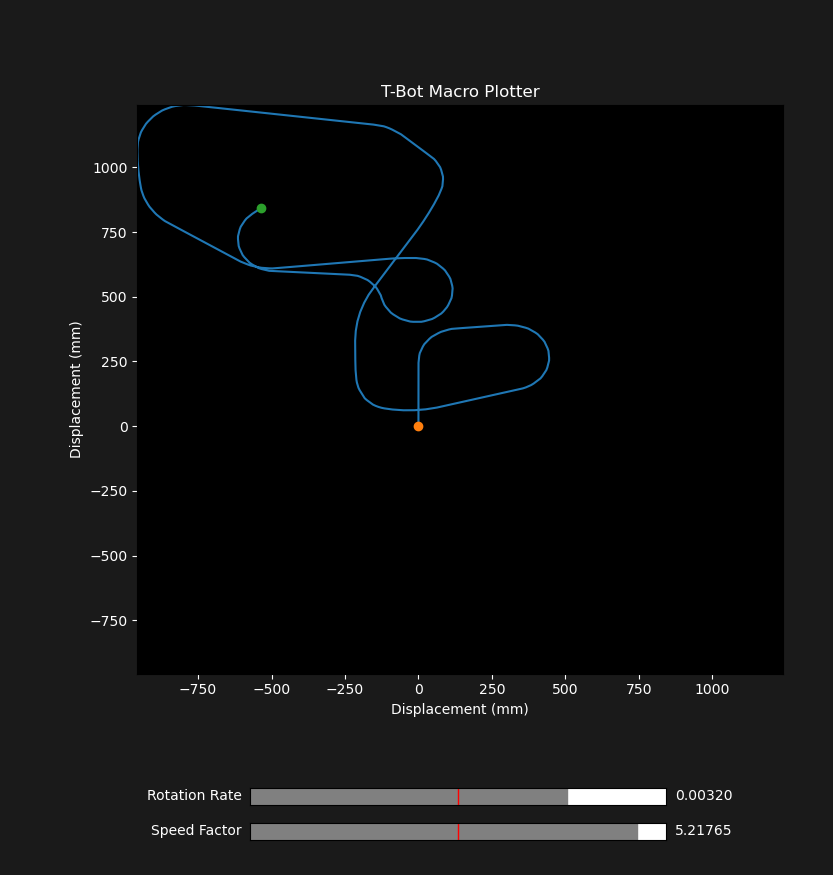 T-Bot Macro Plotter
1000
750
500
250
0
−250
−500
−750
Displacement (mm)
−750 −500 −250 0 250 500 750 1000
Displacement (mm)
Rotation Rate 0.00320
Speed Factor 5.21765